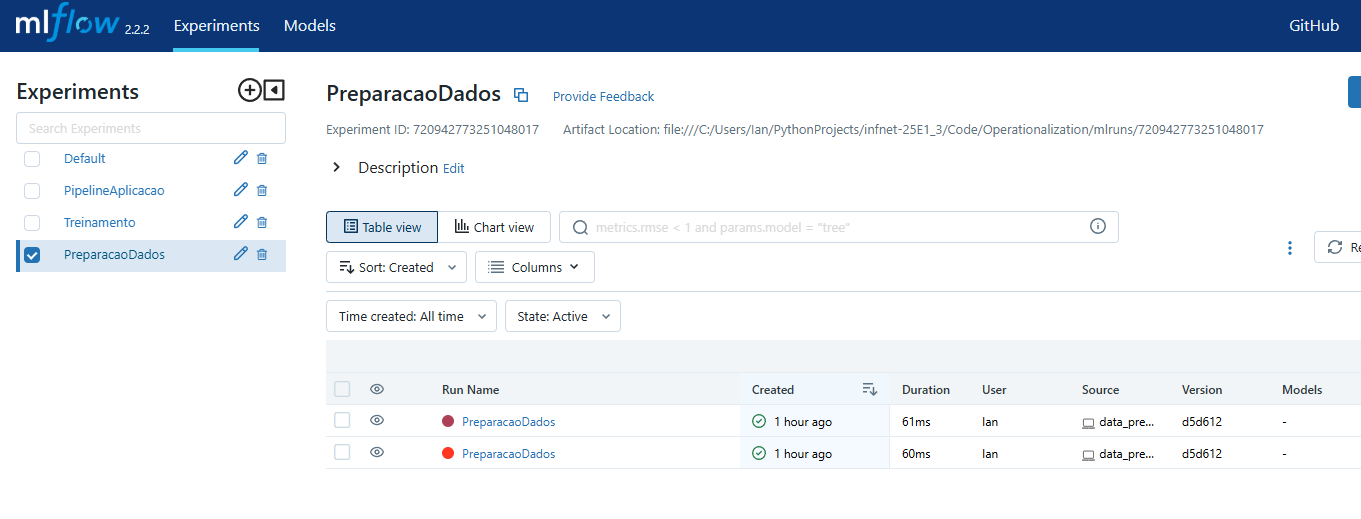 mlflow 2.2.2 Experiments Models GitHub
Experiments
Search Experiments
Default
PipelineAplicacao
Treinamento
PreparacaoDados
PreparacaoDados Provide Feedback
Experiment ID: 720942773251048017 Artifact Location: file:///C:/Users/Ian/PythonProjects/infnet-25E1_3/Code/Operationalization/mlruns/720942773251048017
Description Edit
Table view Chart view metrics.rmse < 1 and params.model = "tree"
Re
Sort: Created Columns
Time created: All time State: Active
Run Name Created Duration User Source Version Models
PreparacaoDados 1 hour ago 61ms Ian data_pre... d5d612 -
PreparacaoDados 1 hour ago 60ms Ian data_pre... d5d612 -